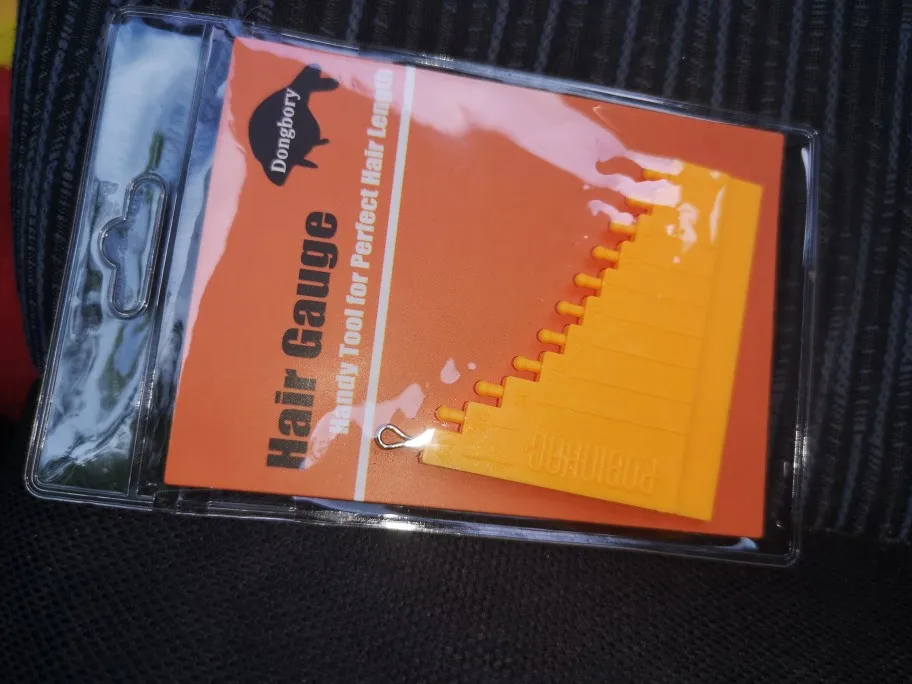 Dongbory
Hair Gauge
Handy Tool for Perfect Hair Length